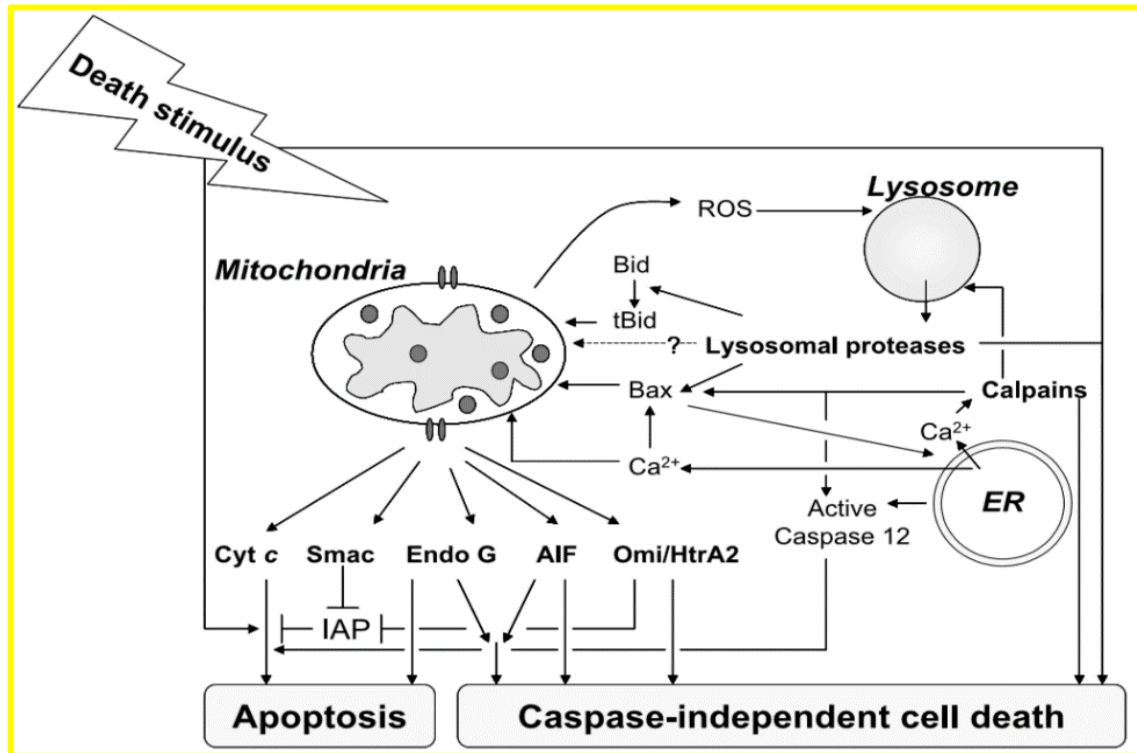 Death stimulus
Lysosome
ROS
Mitochondria
Bid
tBid
? Lysosomal proteases
Bax
Calpains
Ca2+
Ca2+
ER
Active
Caspase 12
Cyt c Smac Endo G AIF Omi/HtrA2
IAP
Apoptosis Caspase-independent cell death